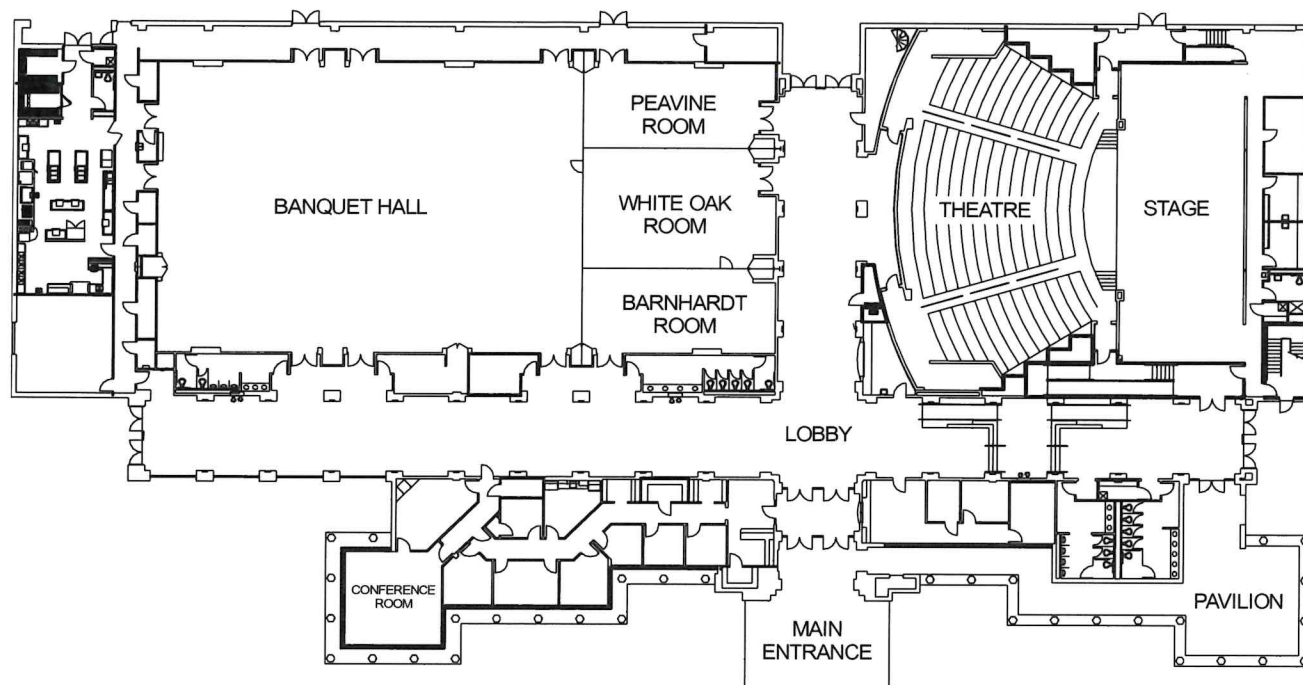 PEAVINE
ROOM
BANQUET HALL
WHITE OAK
ROOM
THEATRE
STAGE
BARNHARDT
ROOM
LOBBY
CONFERENCE
ROOM
PAVILION
MAIN
ENTRANCE